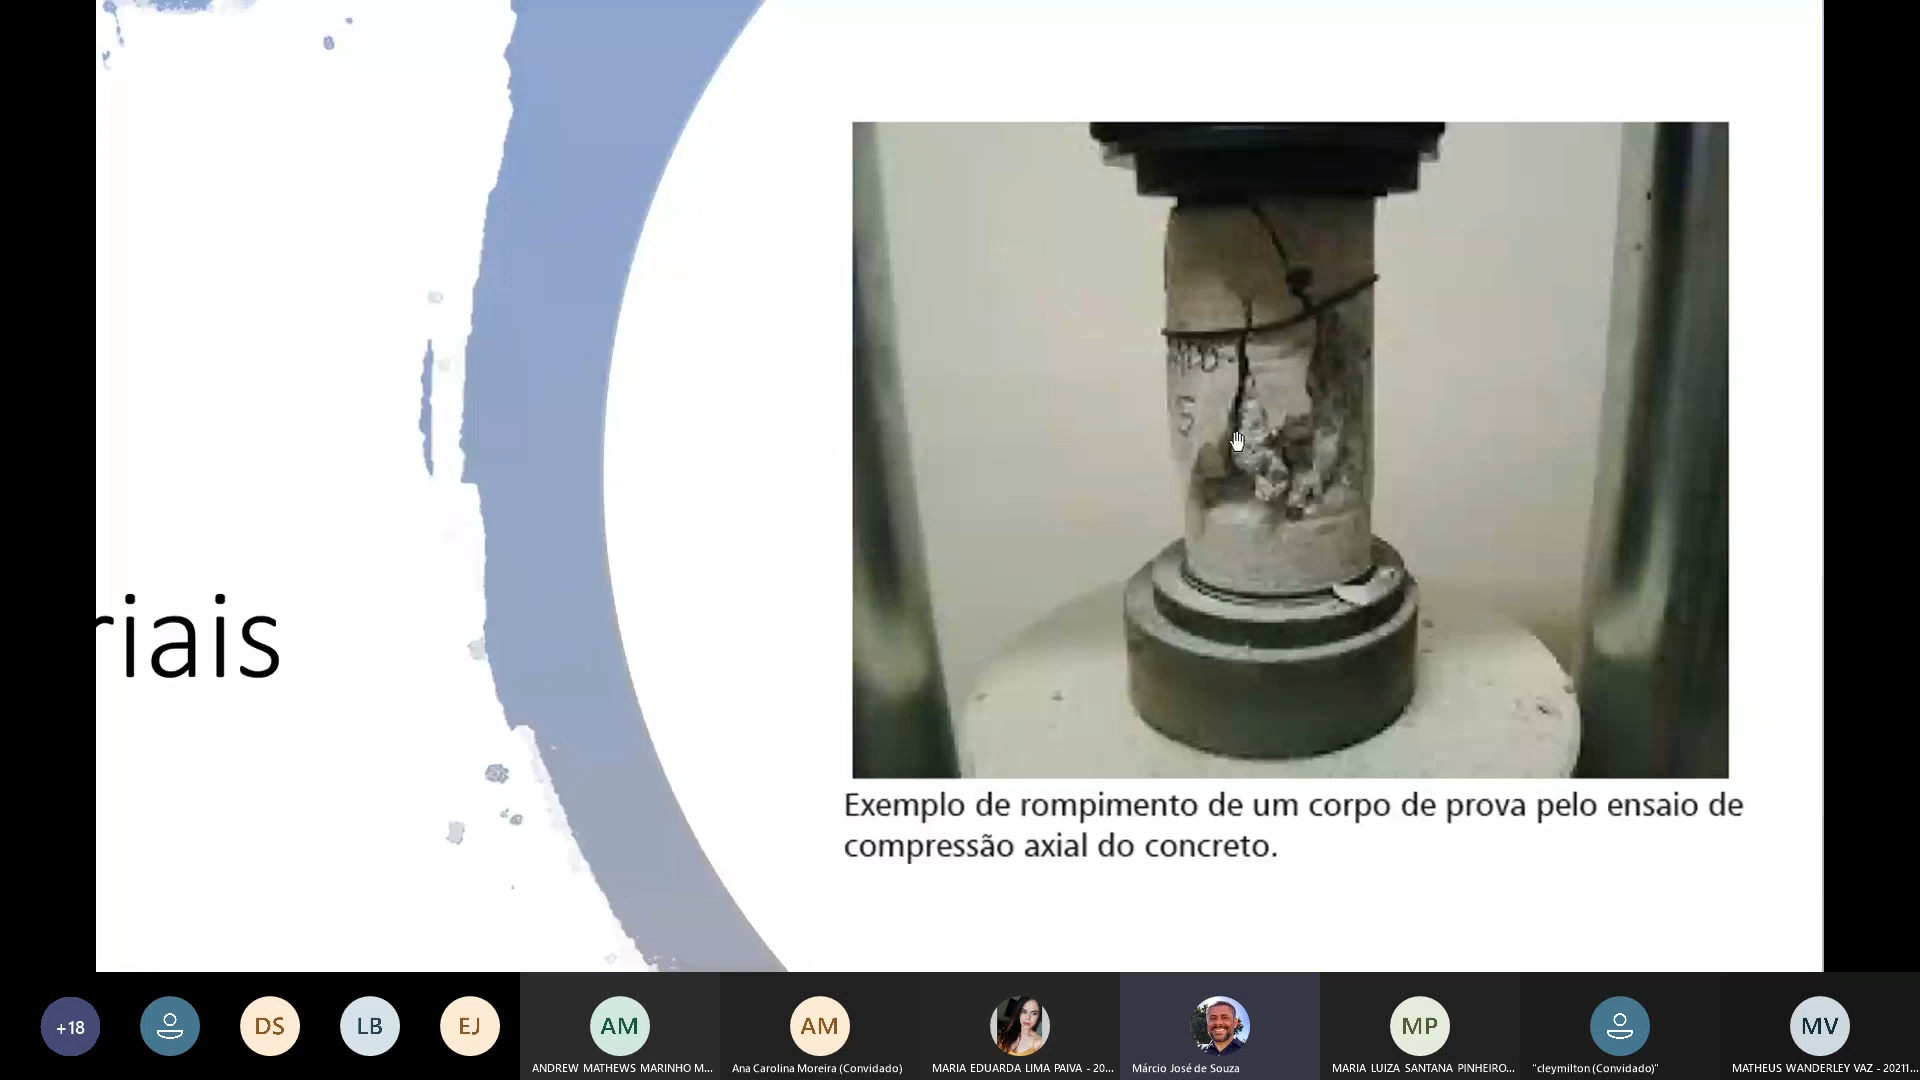 riais
5
Exemplo de rompimento de um corpo de prova pelo ensaio de
compressão axial do concreto.
+18
DS
LB
EJ
AM
AM
MP
MV
ANDREW MATHEWS MARINHO M...
Ana Carolina Moreira (Convidado)
MARIA EDUARDA LIMA PAIVA - 20...
Márcio José de Souza
MARIA LUIZA SANTANA PINHEIRO...
"cleymilton (Convidado)"
MATHEUS WANDERLEY VAZ - 20211...